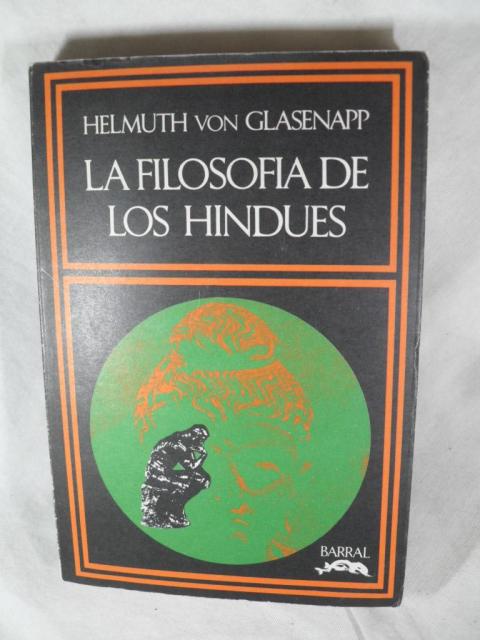 HELMUTH VON GLASENAPP
LA FILOSOFIA DE
LOS HINDUES
BARRAL